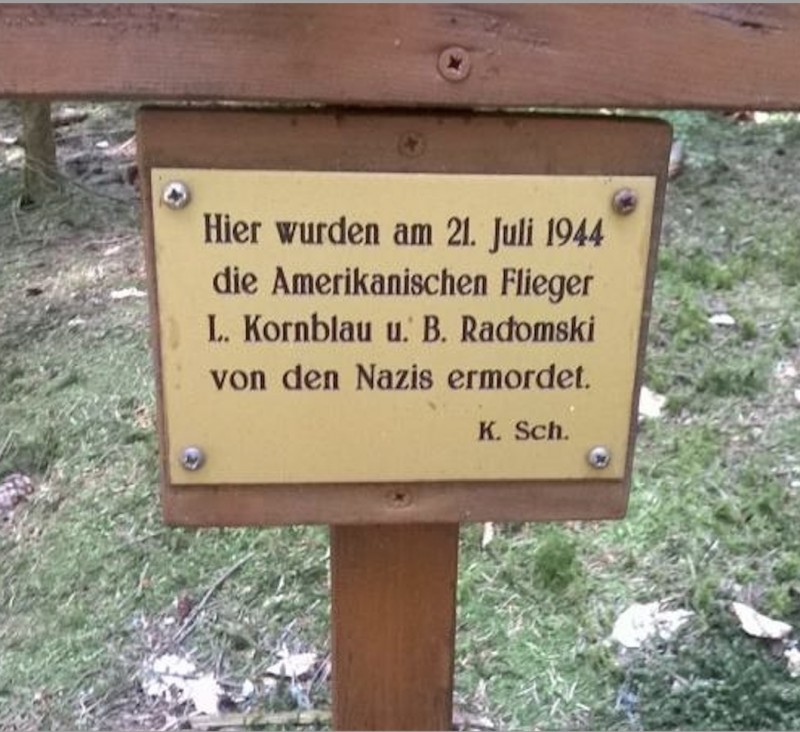 Hier wurden am 21. Juli 1944
die Amerikanischen Flieger
L. Kornblau u. B. Radomski
von den Nazis ermordet.
K. Sch.